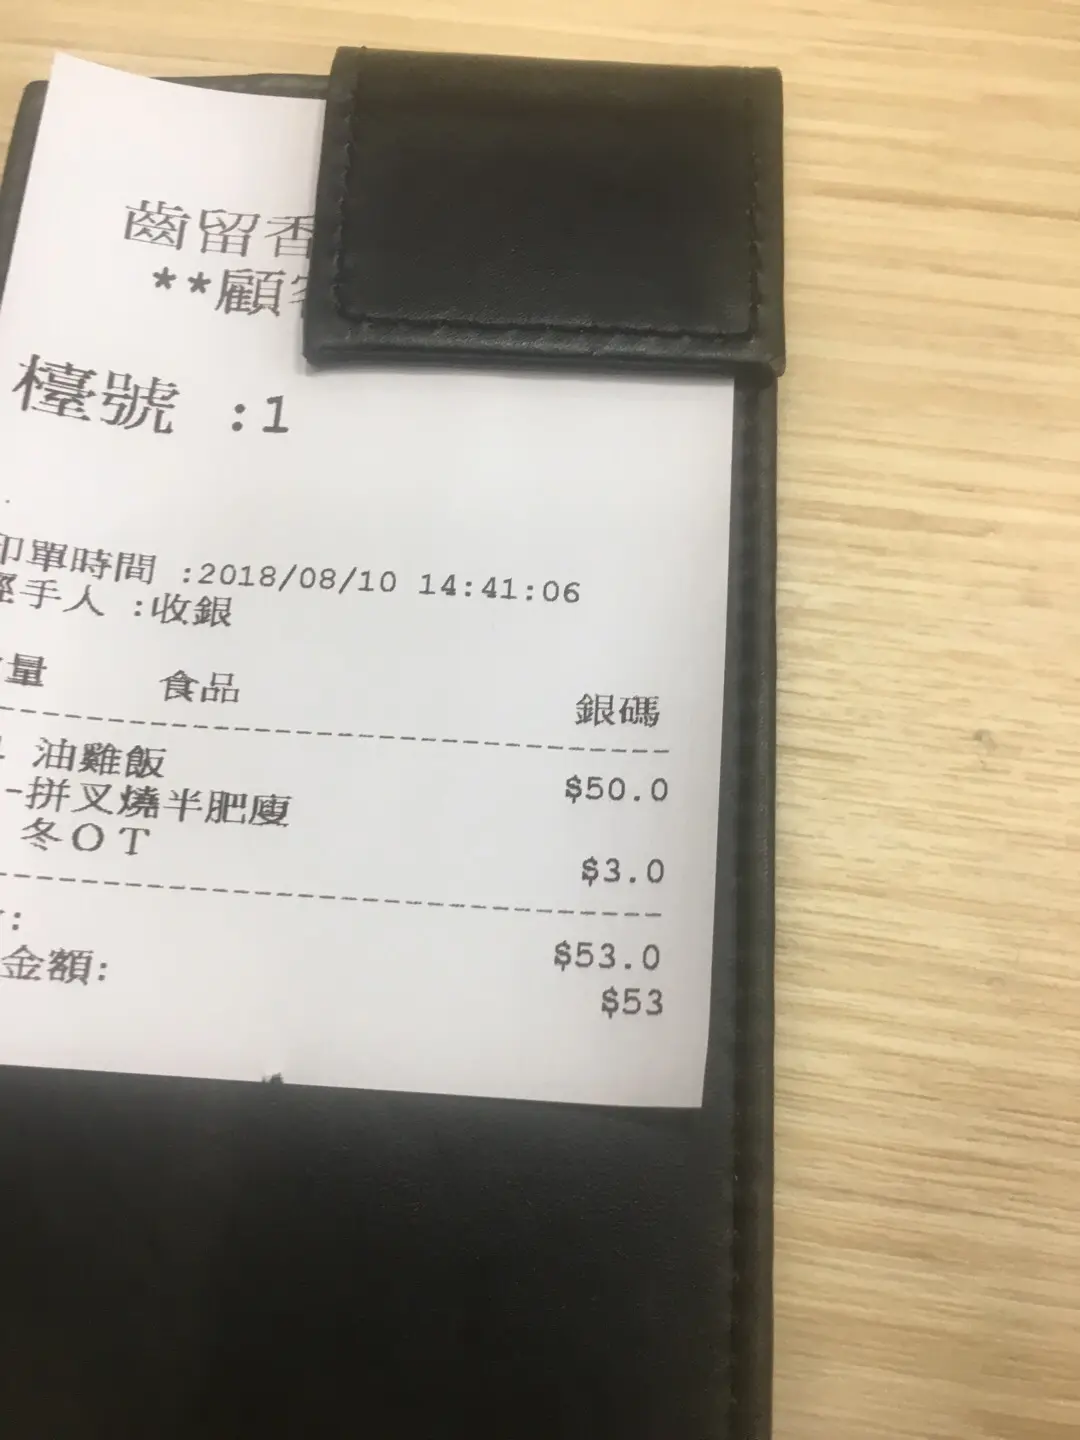 齒留香
**顧客
檯號 :1
印單時間 :2018/08/10 14:41:06
經手人 :收銀
量 食品 銀碼
油雞飯 $50.0
-拼叉燒半肥瘦
冬OT $3.0
: $53.0
金額: $53